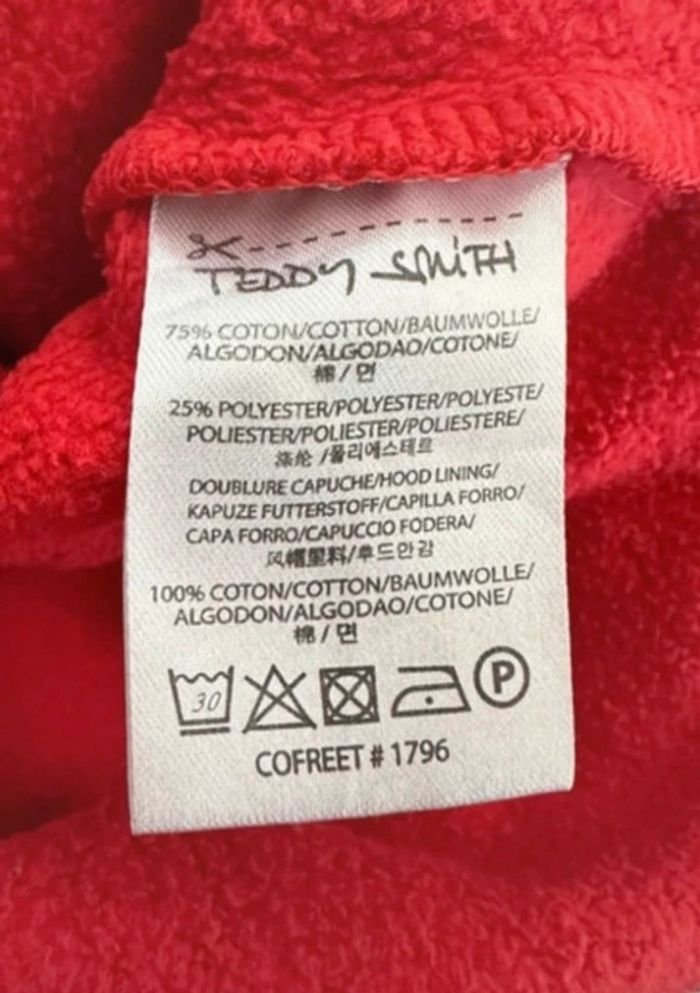 TEDDY SMITH
75% COTON/COTTON/BAUMWOLLE/
ALGODON/ALGODAO/COTONE/
棉 / 면
25% POLYESTER/POLYESTER/POLYESTE/
POLIESTER/POLIESTER/POLIESTERE/
涤纶 /폴리에스테르
DOUBLURE CAPUCHE/HOOD LINING/
KAPUZE FUTTERSTOFF/CAPILLA FORRO/
CAPA FORRO/CAPUCCIO FODERA/
风帽里料/후드안감
100% COTON/COTTON/BAUMWOLLE/
ALGODON/ALGODAO/COTONE/
棉 / 면
30 P
COFREET # 1796